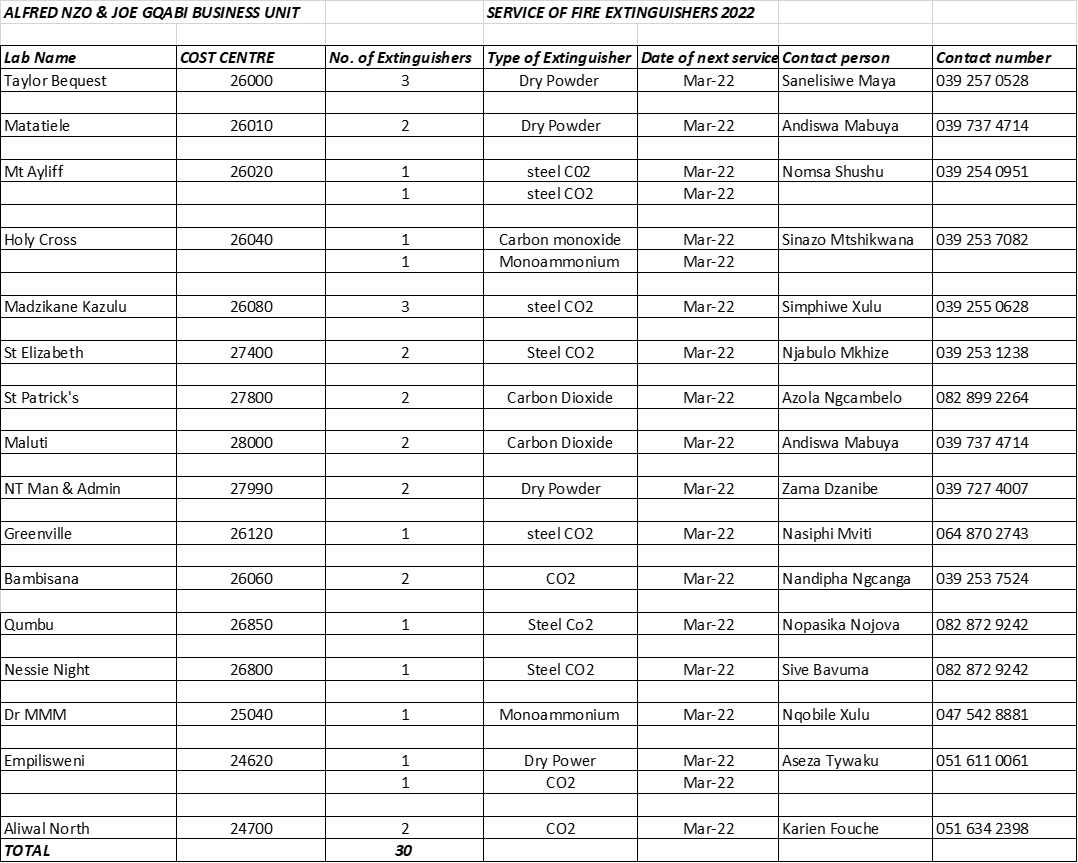 ALFRED NZO & JOE GQABI BUSINESS UNIT SERVICE OF FIRE EXTINGUISHERS 2022
Lab Name COST CENTRE No. of Extinguishers Type of Extinguisher Date of next service Contact person Contact number
Taylor Bequest 26000 3 Dry Powder Mar-22 Sanelisiwe Maya 039 257 0528
Matatiele 26010 2 Dry Powder Mar-22 Andiswa Mabuya 039 737 4714
Mt Ayliff 26020 1 steel C02 Mar-22 Nomsa Shushu 039 254 0951
1 steel CO2 Mar-22
Holy Cross 26040 1 Carbon monoxide Mar-22 Sinazo Mtshikwana 039 253 7082
1 Monoammonium Mar-22
Madzikane Kazulu 26080 3 steel CO2 Mar-22 Simphiwe Xulu 039 255 0628
St Elizabeth 27400 2 Steel CO2 Mar-22 Njabulo Mkhize 039 253 1238
St Patrick's 27800 2 Carbon Dioxide Mar-22 Azola Ngcambelo 082 899 2264
Maluti 28000 2 Carbon Dioxide Mar-22 Andiswa Mabuya 039 737 4714
NT Man & Admin 27990 2 Dry Powder Mar-22 Zama Dzanibe 039 727 4007
Greenville 26120 1 steel CO2 Mar-22 Nasiphi Mviti 064 870 2743
Bambisana 26060 2 CO2 Mar-22 Nandipha Ngcanga 039 253 7524
Qumbu 26850 1 Steel Co2 Mar-22 Nopasika Nojova 082 872 9242
Nessie Night 26800 1 Steel CO2 Mar-22 Sive Bavuma 082 872 9242
Dr MMM 25040 1 Monoammonium Mar-22 Nqobile Xulu 047 542 8881
Empilisweni 24620 1 Dry Power Mar-22 Aseza Tywaku 051 611 0061
1 CO2 Mar-22
Aliwal North 24700 2 CO2 Mar-22 Karien Fouche 051 634 2398
TOTAL 30